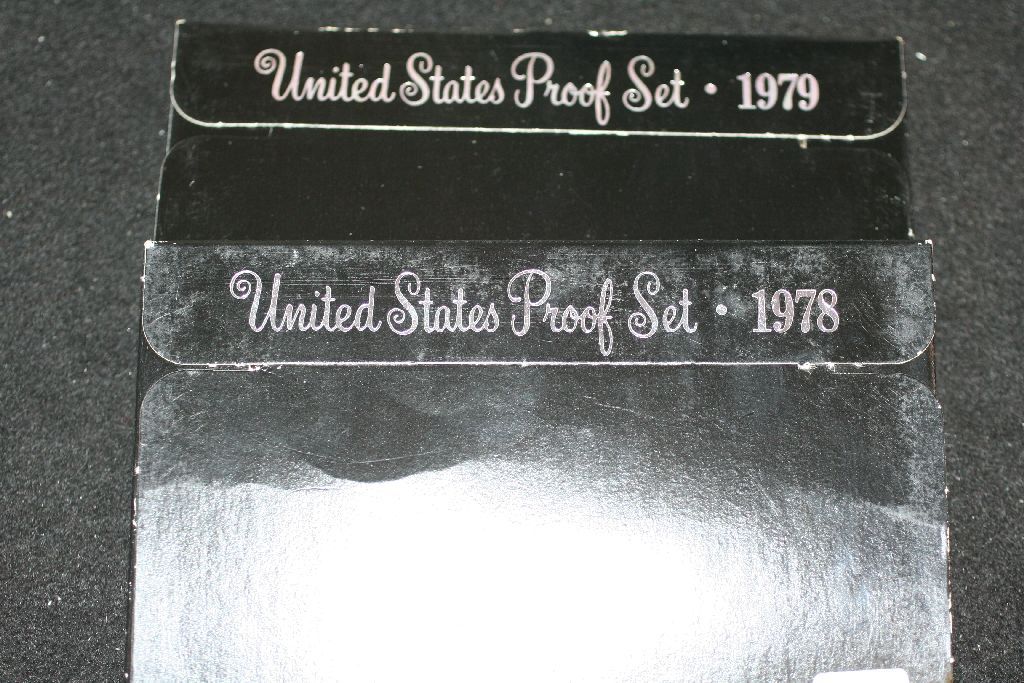 United States Proof Set • 1979
United States Proof Set • 1978